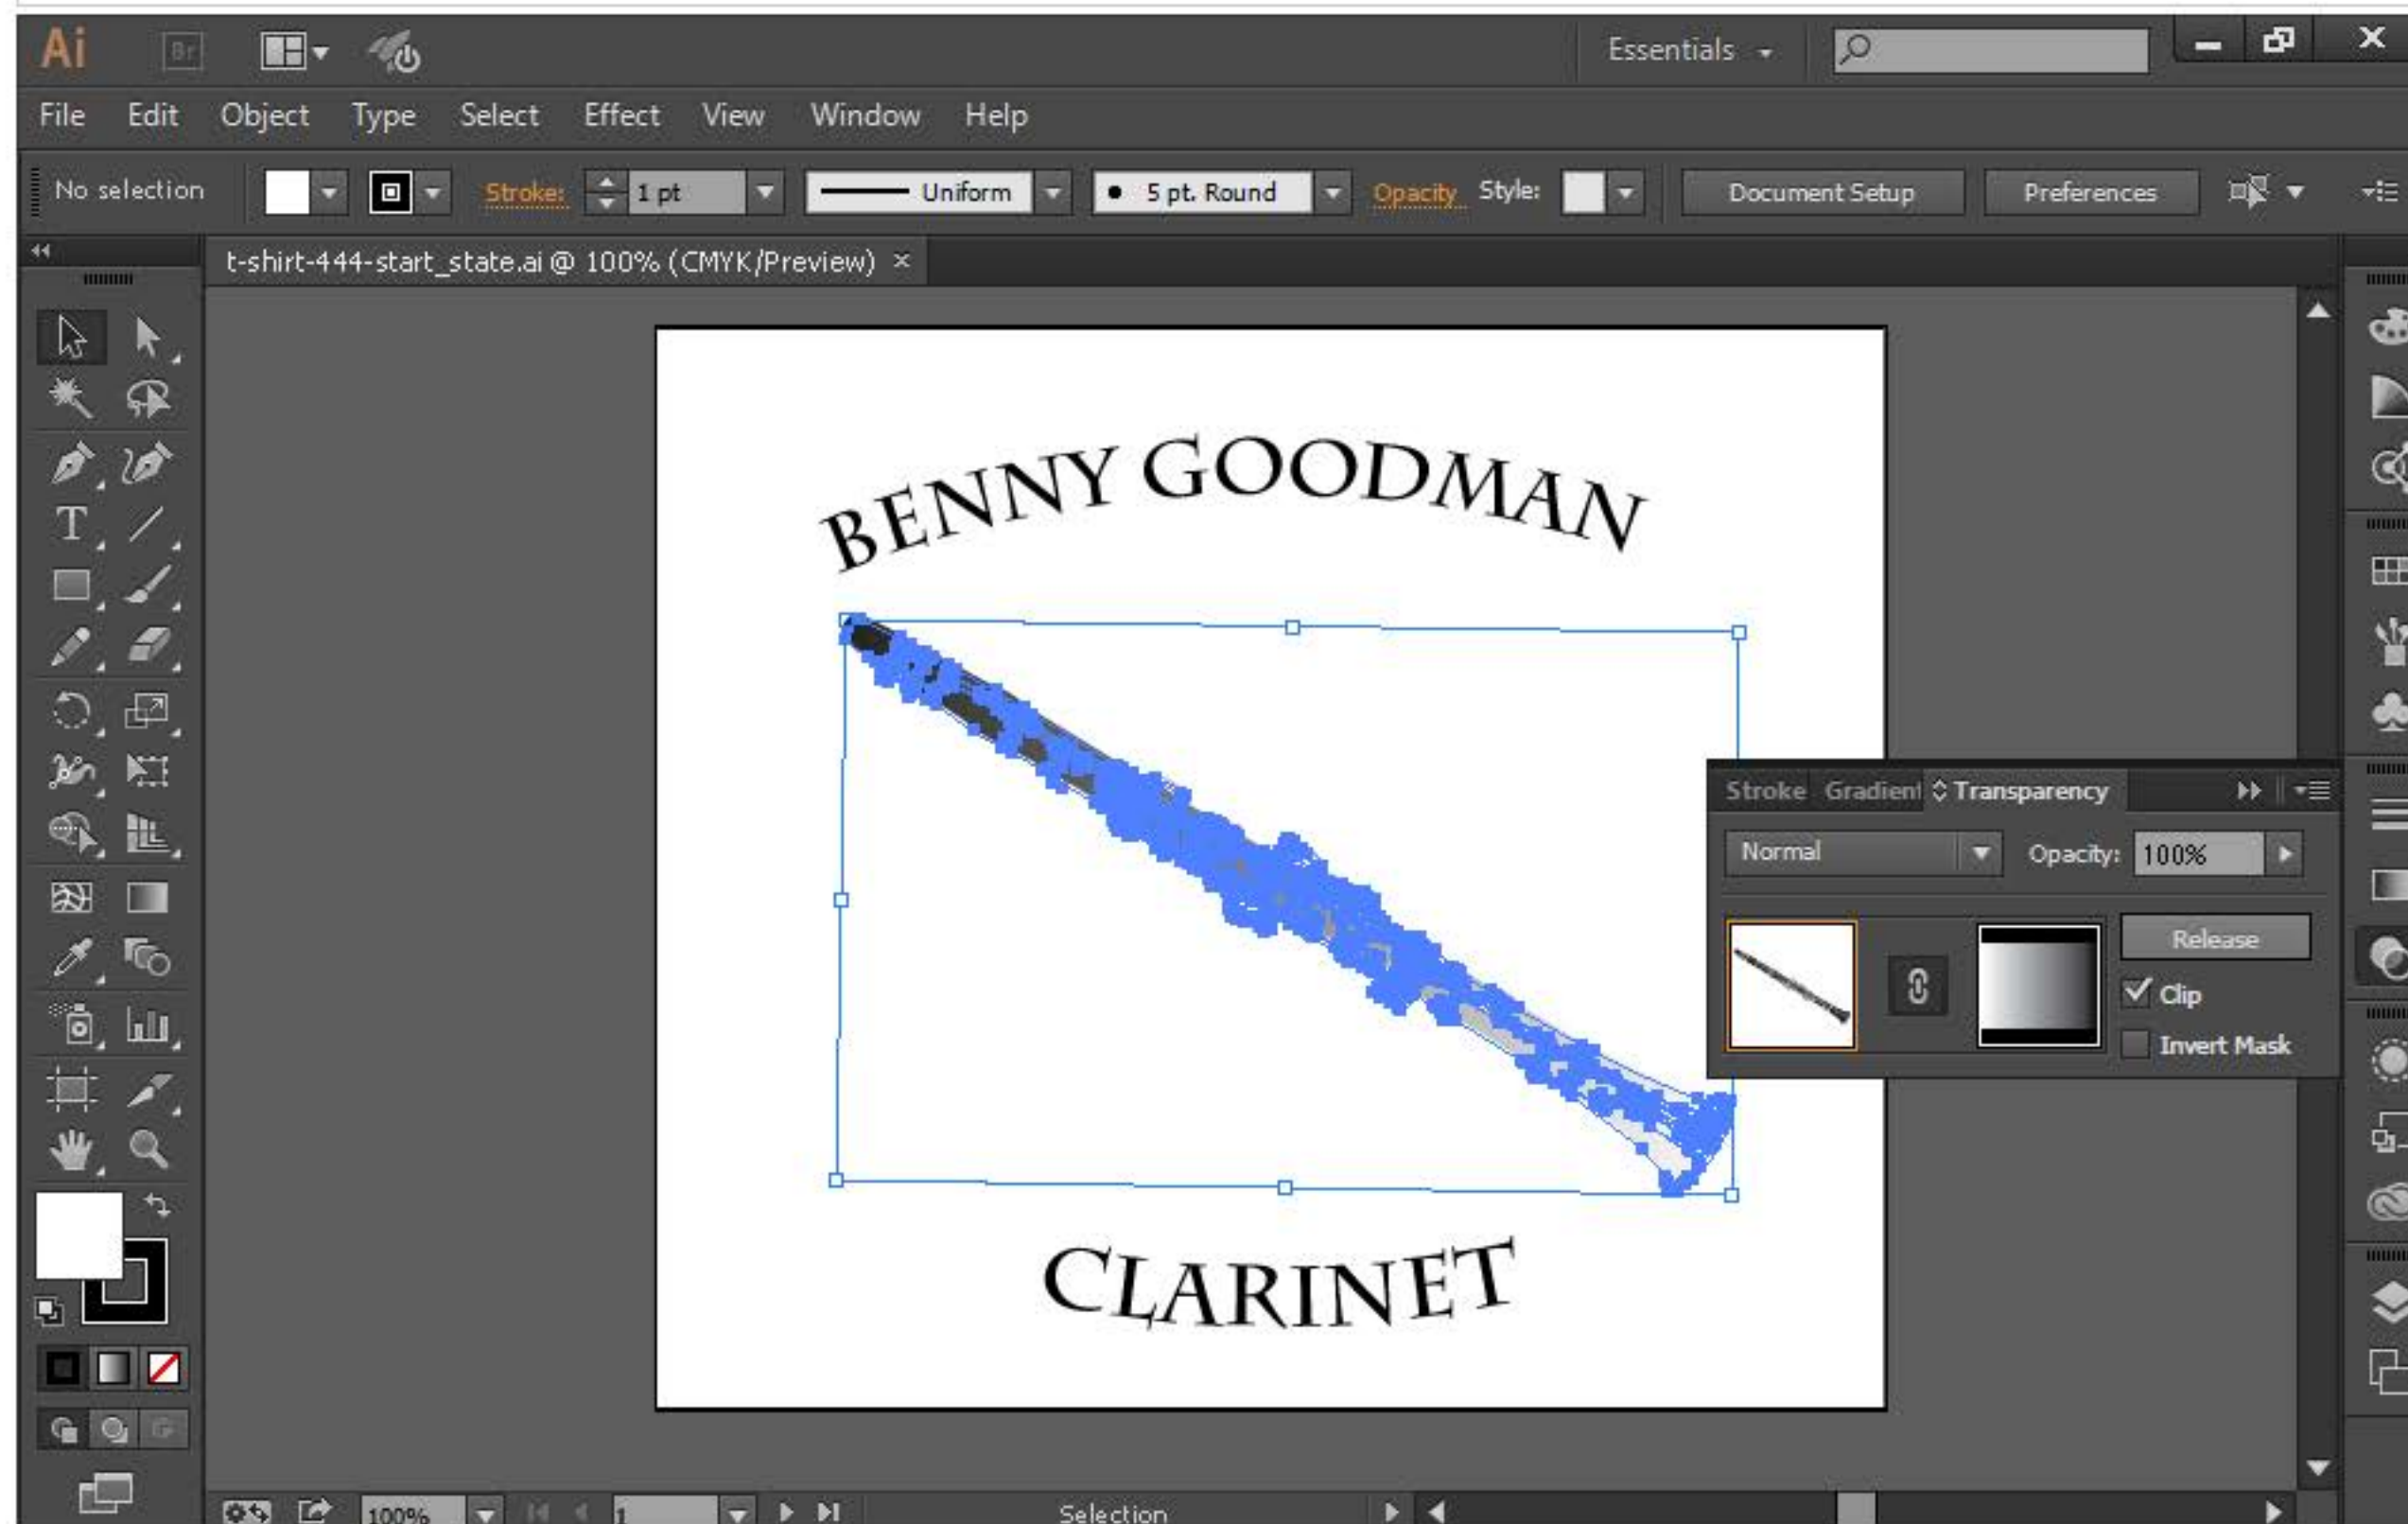 Ai Br Essentials
File Edit Object Type Select Effect View Window Help
No selection Stroke: 1 pt Uniform 5 pt. Round Opacity Style: Document Setup Preferences
t-shirt-444-start_state.ai @ 100% (CMYK/Preview) ×
BENNY GOODMAN
Stroke Gradient Transparency
Normal Opacity: 100%
Release
Clip
Invert Mask
CLARINET
100% 1 Selection